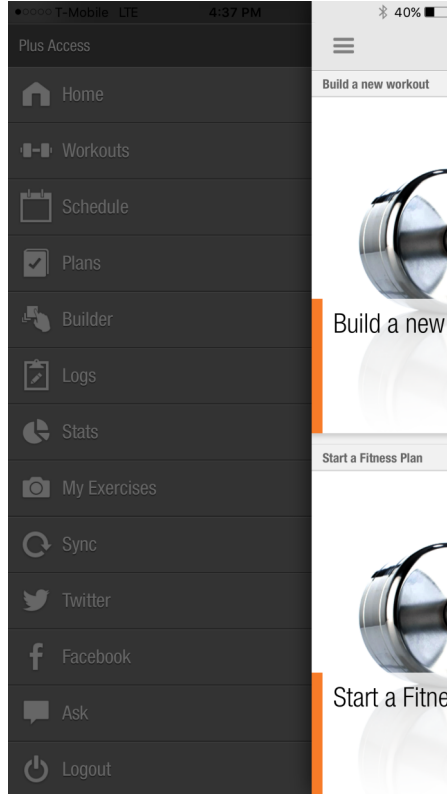 T-Mobile LTE 4:37 PM 40%
Plus Access
Home
Workouts
Schedule
Plans
Builder
Logs
Stats
My Exercises
Sync
Twitter
Facebook
Ask
Logout
Build a new workout
Build a new
Start a Fitness Plan
Start a Fitne